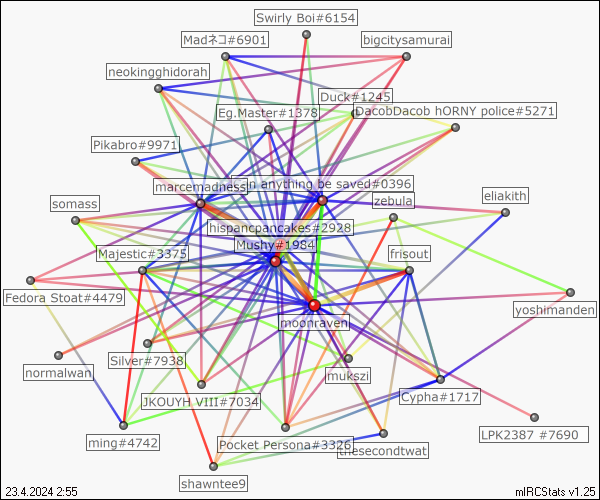 Swirly Boi#6154
Madネコ#6901
bigcitysamurai
neokingghidorah
Duck#1245
Eg.Master#1378
DacobDacob hORNY police#5271
Pikabro#9971
marcemadness
n anything be saved#0396
eliakith
zebula
somass
hispancpancakes#2928
Mushy#1984
Majestic#3375
frisout
Fedora Stoat#4479
yoshimanden
moonraven
Silver#7938
normalwan
mukszi
JKOUYH VIII#7034
Cypha#1717
LPK2387 #7690
ming#4742
Pocket Persona#3326
thesecondtwat
shawntee9
23.4.2024 2:55
mIRCStats v1.25